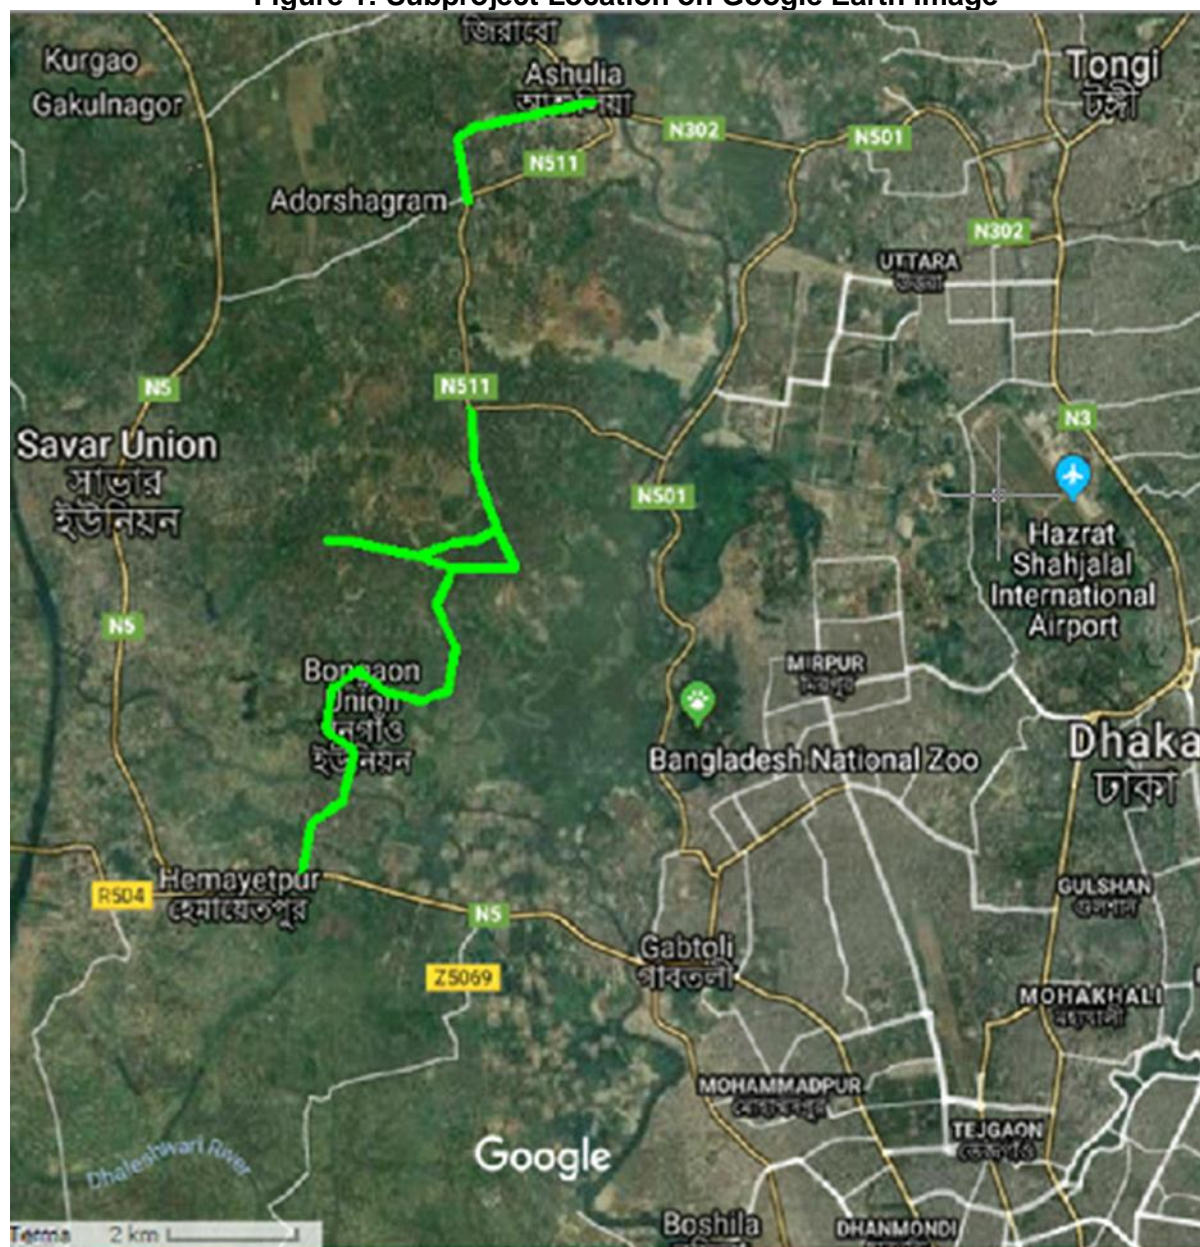 Figure 1: Subproject Location on Google Earth Image
জিরাবো
Kurgao
Ashulia
Tongi
টঙ্গী
Gakulnagor
N302
N501
N511
Adorshagram
N302
UTTARA
উত্তরা
N5
N511
N3
Savar Union
সাভার
ইউনিয়ন
N501
Hazrat
Shahjalal
International
Airport
N5
Bongaon
Union
ইউনিয়ন
MIRPUR
মিরপুর
Bangladesh National Zoo
Dhaka
ঢাকা
Hemayetpur
হেমায়েতপুর
R504
N5
GULSHAN
গুলশান
Gabtoli
গাবতলী
Z5069
MOHAKHALI
মহাখালী
MOHAMMADPUR
মোহাম্মদপুর
TEJGAON
তেজগাঁও
Dhaleshwari River
Google
Boshila
DHANMONDI
Terms
2 km